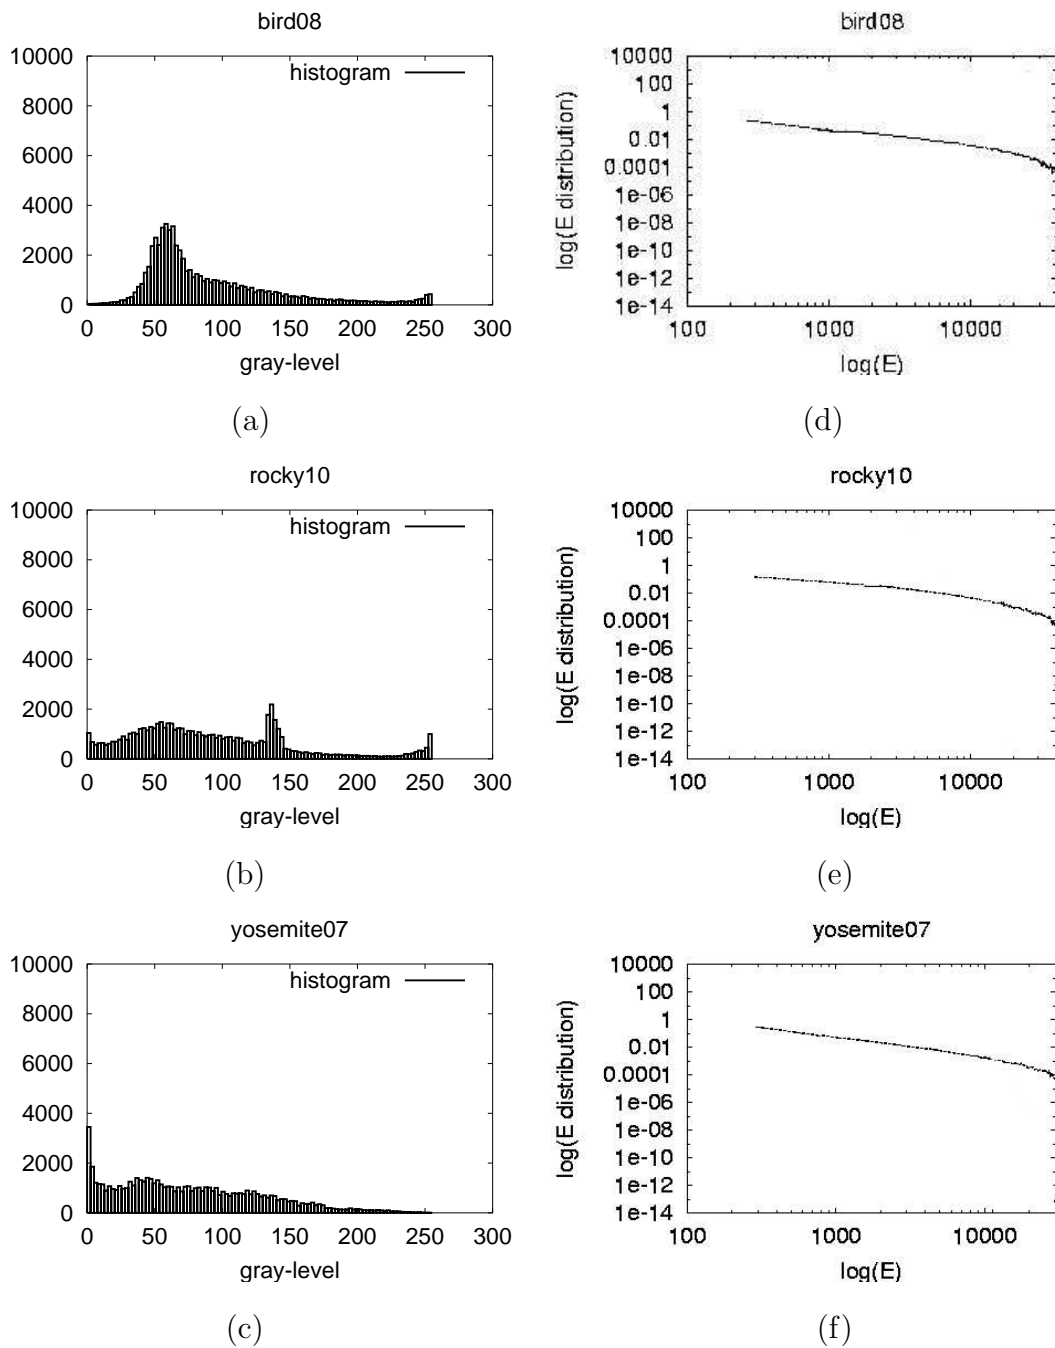 bird08
10000
8000
6000
4000
2000
0
histogram
0 50 100 150 200 250 300
gray-level
(a)
bird08
10000
100
1
0.01
0.0001
1e-06
1e-08
1e-10
1e-12
1e-14
log(E distribution)
100 1000 10000
log(E)
(d)
rocky10
10000
8000
6000
4000
2000
0
histogram
0 50 100 150 200 250 300
gray-level
(b)
rocky10
10000
100
1
0.01
0.0001
1e-06
1e-08
1e-10
1e-12
1e-14
log(E distribution)
100 1000 10000
log(E)
(e)
yosemite07
10000
8000
6000
4000
2000
0
histogram
0 50 100 150 200 250 300
gray-level
(c)
yosemite07
10000
100
1
0.01
0.0001
1e-06
1e-08
1e-10
1e-12
1e-14
log(E distribution)
100 1000 10000
log(E)
(f)